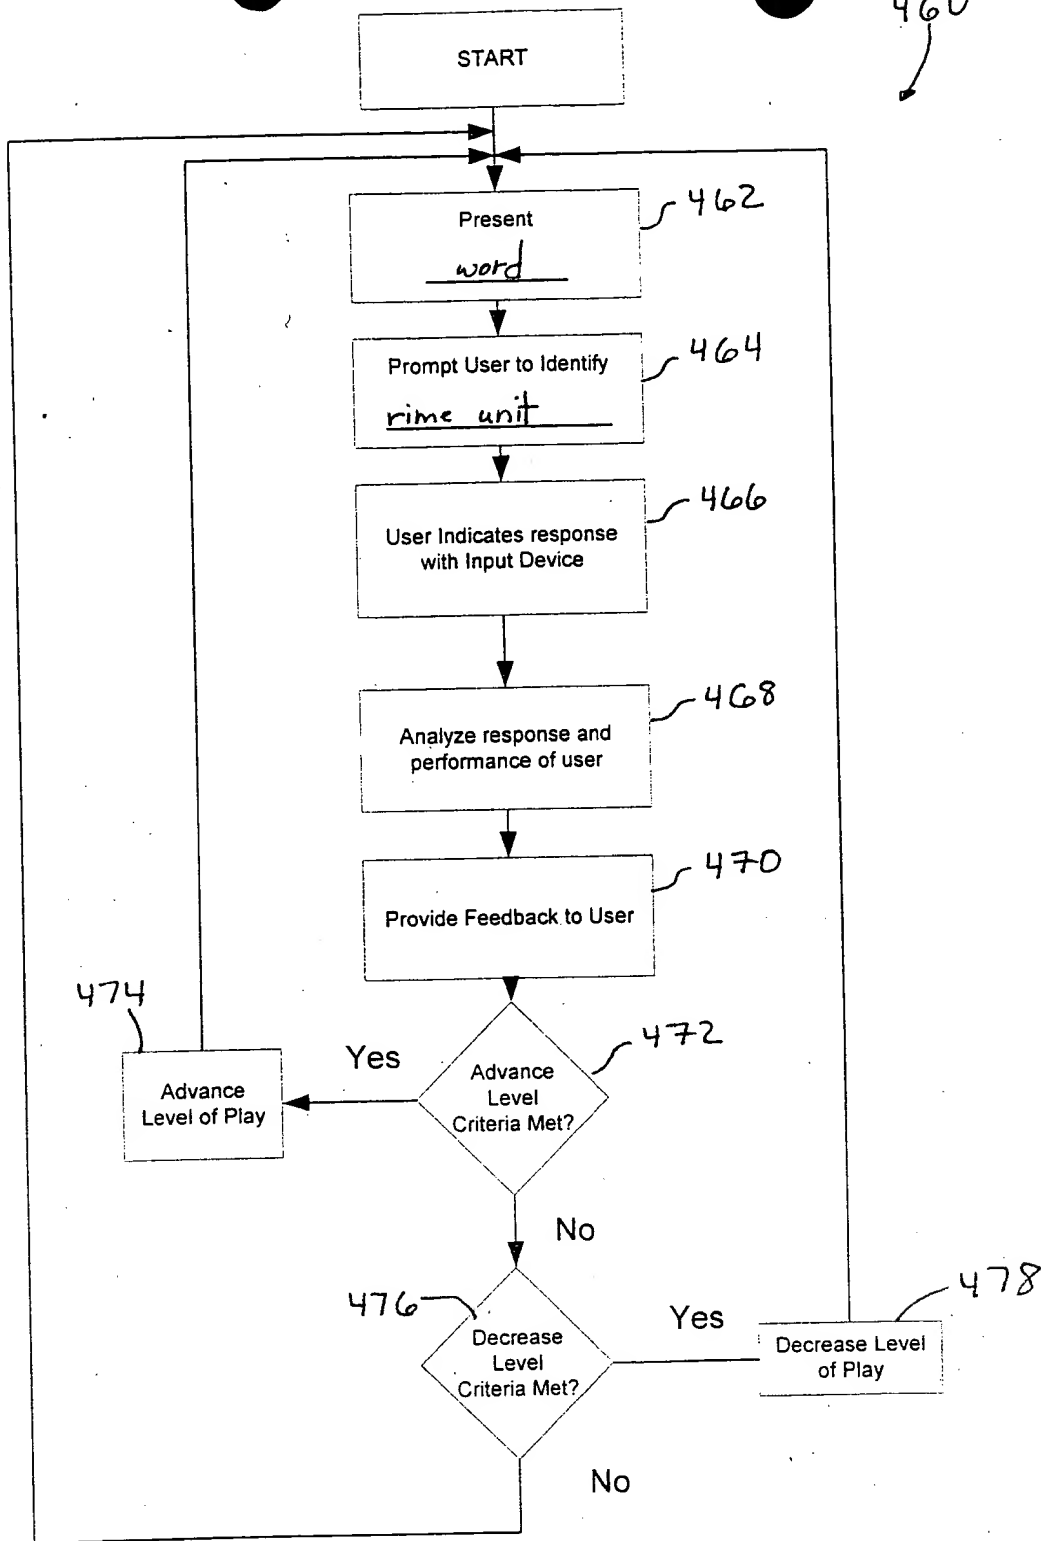 460
START
Present
word
462
Prompt User to Identify
rime unit
464
User Indicates response
with Input Device
466
Analyze response and
performance of user
468
Provide Feedback to User
470
474
Advance
Level of Play
Yes
Advance
Level
Criteria Met?
472
No
476
Decrease
Level
Criteria Met?
Yes
478
Decrease Level
of Play
No